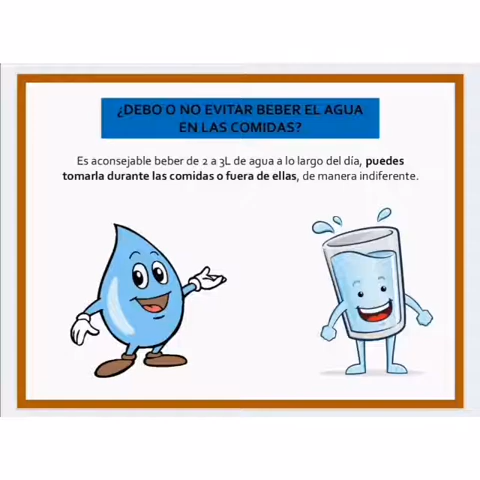 ¿DEBO O NO EVITAR BEBER EL AGUA
EN LAS COMIDAS?
Es aconsejable beber de 2 a 3L de agua a lo largo del día, puedes
tomarla durante las comidas o fuera de ellas, de manera indiferente.